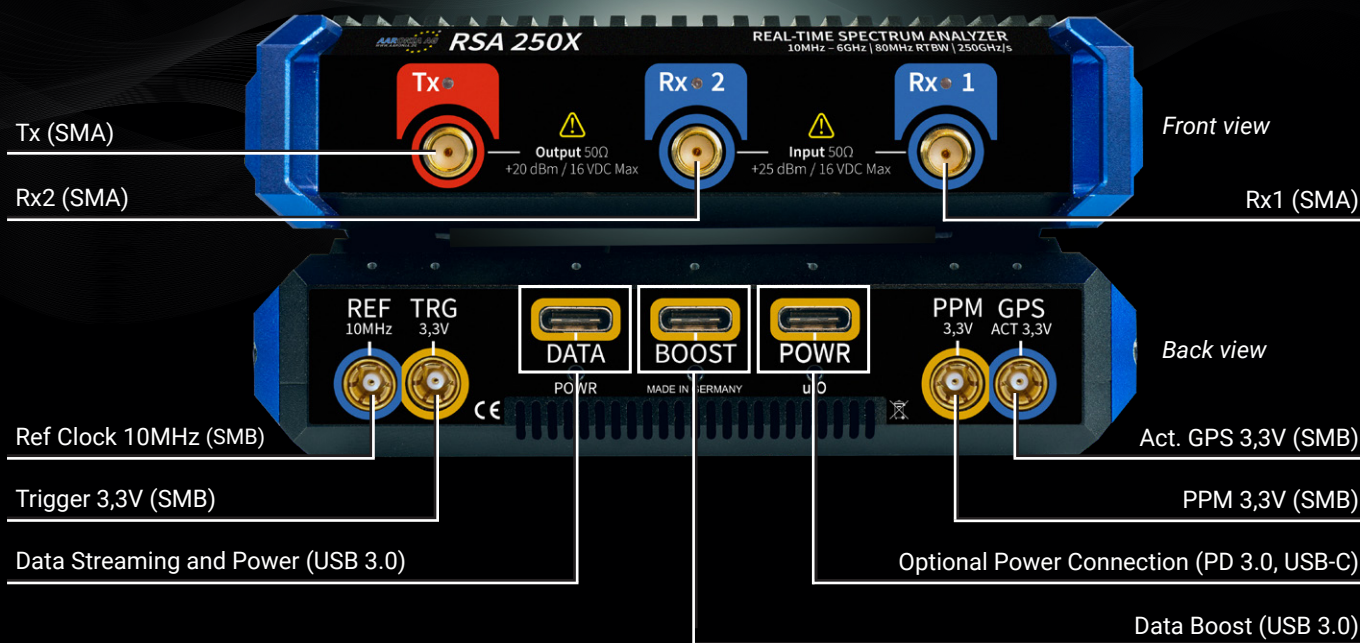 AARONIA AG
WWW.AARONIA.DE
RSA 250X
REAL-TIME SPECTRUM ANALYZER
10MHz – 6GHz | 80MHz RTBW | 250GHz/s
Tx
Rx 2
Rx 1
Output 50Ω
+20 dBm / 16 VDC Max
Input 50Ω
+25 dBm / 16 VDC Max
Tx (SMA)
Front view
Rx2 (SMA)
Rx1 (SMA)
REF
10MHz
TRG
3,3V
DATA
BOOST
POWR
PPM
3,3V
GPS
ACT 3,3V
Back view
POWR
MADE IN GERMANY
CE
Ref Clock 10MHz (SMB)
Act. GPS 3,3V (SMB)
Trigger 3,3V (SMB)
PPM 3,3V (SMB)
Data Streaming and Power (USB 3.0)
Optional Power Connection (PD 3.0, USB-C)
Data Boost (USB 3.0)